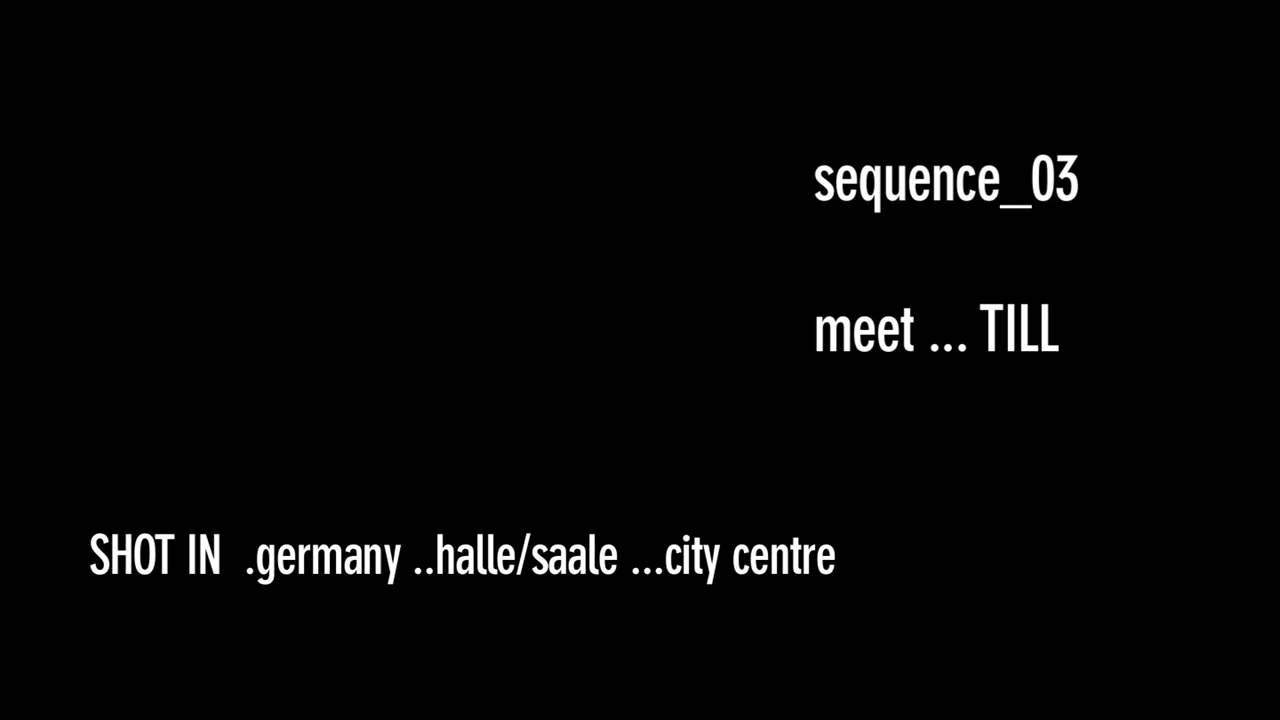 sequence_03
meet ... TILL
SHOT IN .germany ..halle/saale ...city centre